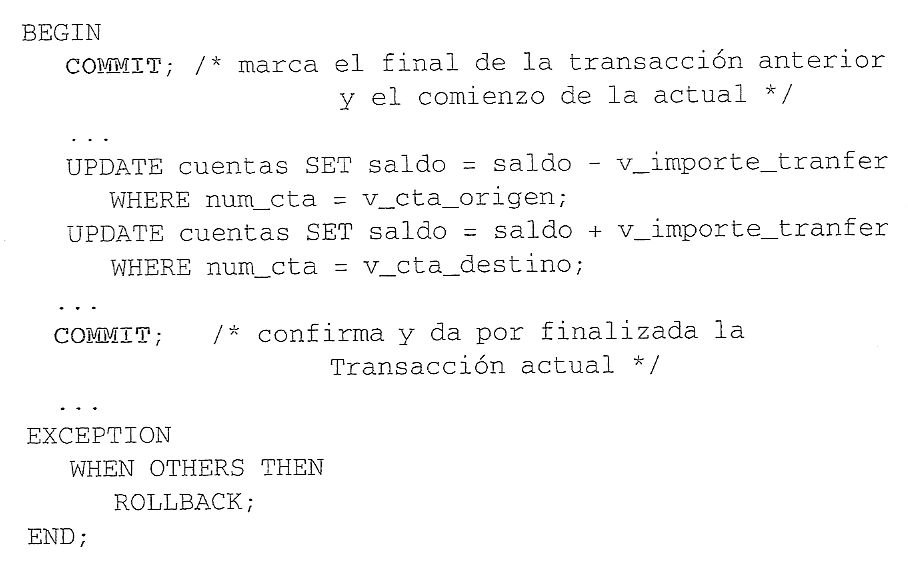 BEGIN
COMMIT; /* marca el final de la transacción anterior
y el comienzo de la actual */
...
UPDATE cuentas SET saldo = saldo - v_importe_tranfer
WHERE num_cta = v_cta_origen;
UPDATE cuentas SET saldo = saldo + v_importe_tranfer
WHERE num_cta = v_cta_destino;
...
COMMIT; /* confirma y da por finalizada la
Transacción actual */
...
EXCEPTION
WHEN OTHERS THEN
ROLLBACK;
END;